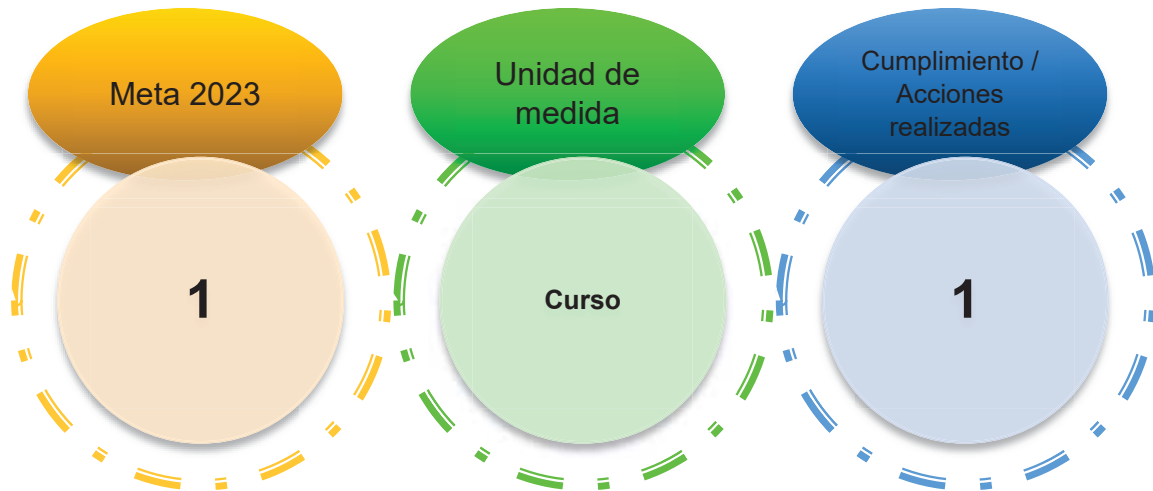 Meta 2023
1
Unidad de
medida
Curso
Cumplimiento /
Acciones
realizadas
1